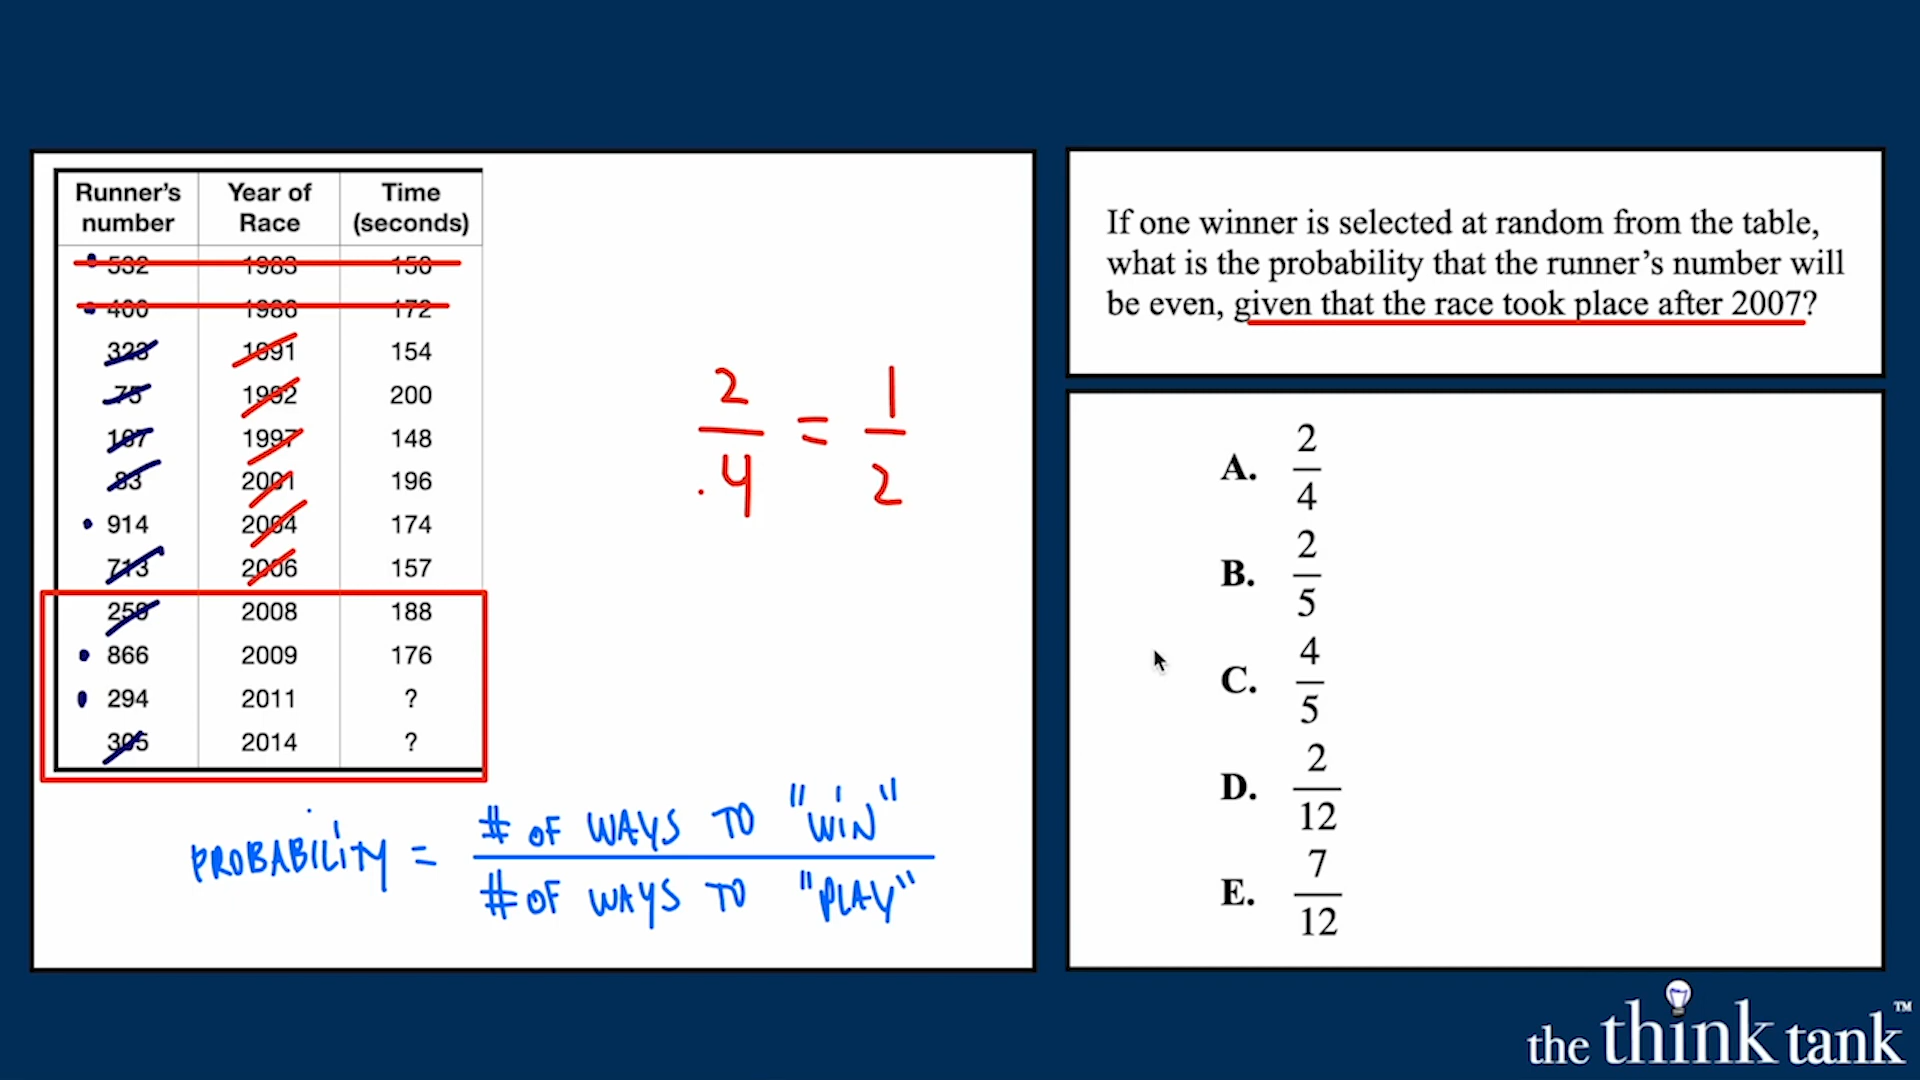 Runner's number Year of Race Time (seconds)
532 1983 150
400 1986 172
323 1991 154
75 1992 200
167 1997 148
83 2001 196
914 2004 174
713 2006 157
2008 188
866 2009 176
294 2011 ?
305 2014 ?
2/4 = 1/2
PROBABILITY = # OF WAYS TO "WIN" / # OF WAYS TO "PLAY"
If one winner is selected at random from the table,
what is the probability that the runner's number will
be even, given that the race took place after 2007?
A. 2/4
B. 2/5
C. 4/5
D. 2/12
E. 7/12
the think tank™